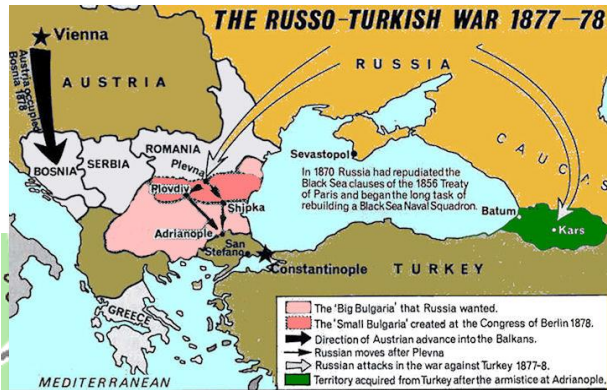 THE RUSSO-TURKISH WAR 1877-78
Vienna
AUSTRIA
Austria occupied
Bosnia 1878
RUSSIA
CAUCAS
ROMANIA
BOSNIA
SERBIA
Plevna
Plovdiv
Shipka
Adrianople
San
Stefano
Constantinople
TURKEY
GREECE
MEDITERRANEAN
Sevastopol
In 1870 Russia had repudiated the
Black Sea clauses of the 1856 Treaty
of Paris and began the long task of
rebuilding a Black Sea Naval Squadron.
Batum
Kars
The 'Big Bulgaria' that Russia wanted.
The 'Small Bulgaria' created at the Congress of Berlin 1878.
Direction of Austrian advance into the Balkans.
Russian moves after Plevna
Russian attacks in the war against Turkey 1877-8.
Territory acquired from Turkey after the armistice at Adrianople.